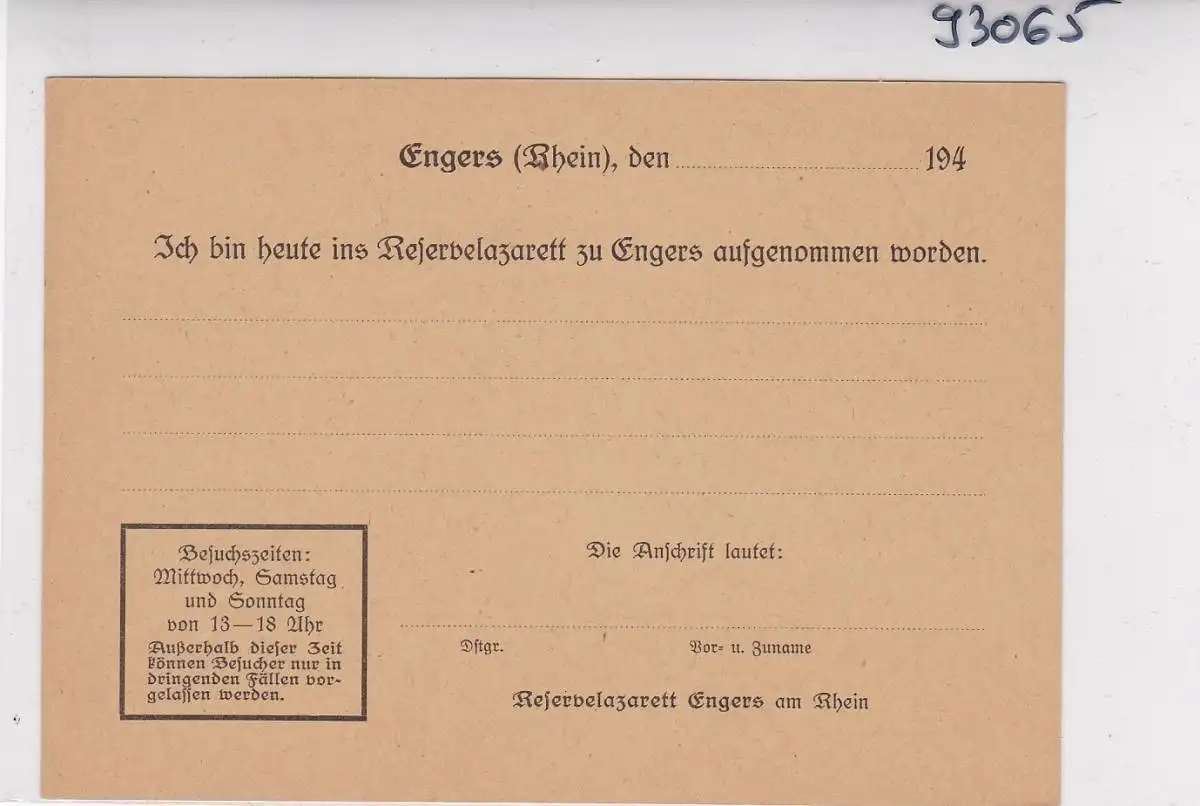 93065
Engers (Rhein), den 194
Ich bin heute ins Reservelazarett zu Engers aufgenommen worden.
Besuchszeiten:
Mittwoch, Samstag
und Sonntag
von 13—18 Uhr
Außerhalb dieser Zeit
können Besucher nur in
dringenden Fällen vor-
gelassen werden.
Die Anschrift lautet:
Dstgr. Vor- u. Zuname
Reservelazarett Engers am Rhein